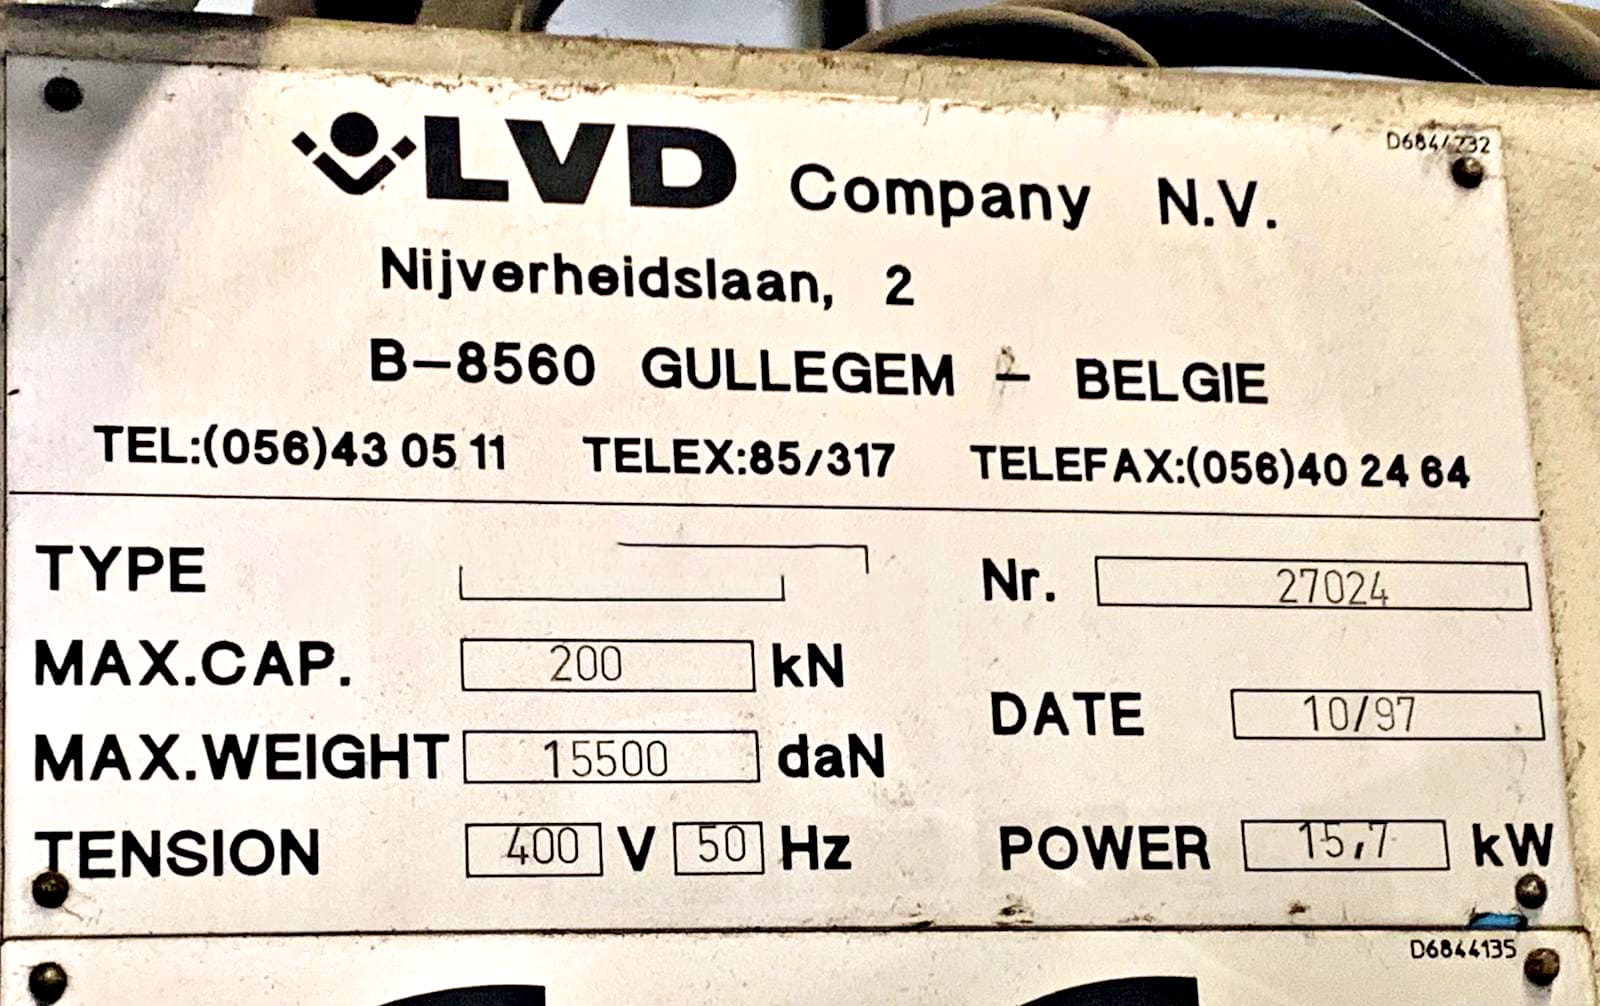 LVD Company N.V.
Nijverheidslaan, 2
B-8560 GULLEGEM - BELGIE
TEL:(056)43 05 11 TELEX:85/317 TELEFAX:(056)40 24 64
TYPE Nr. 27024
MAX.CAP. 200 kN
DATE 10/97
MAX.WEIGHT 15500 daN
TENSION 400 V 50 Hz POWER 15,7 kW
D6844135